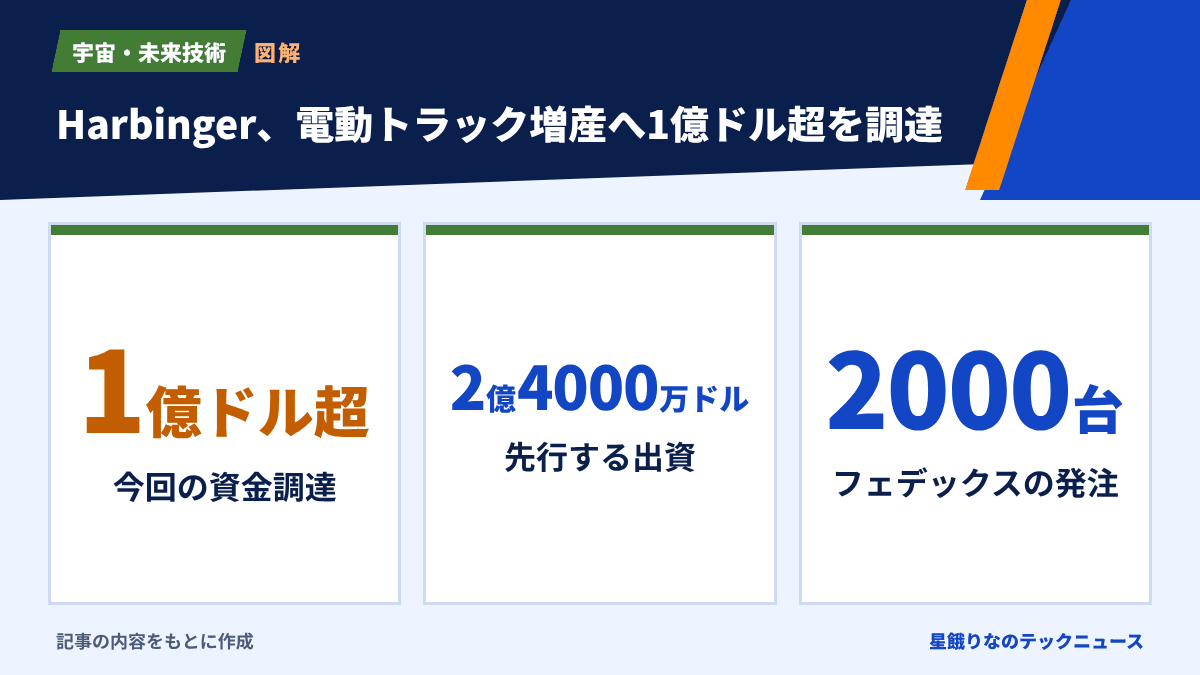 宇宙・未来技術 図解
Harbinger、電動トラック増産へ1億ドル超を調達
1億ドル超
今回の資金調達
2億4000万ドル
先行する出資
2000台
フェデックスの発注
記事の内容をもとに作成
星餓りなのテックニュース